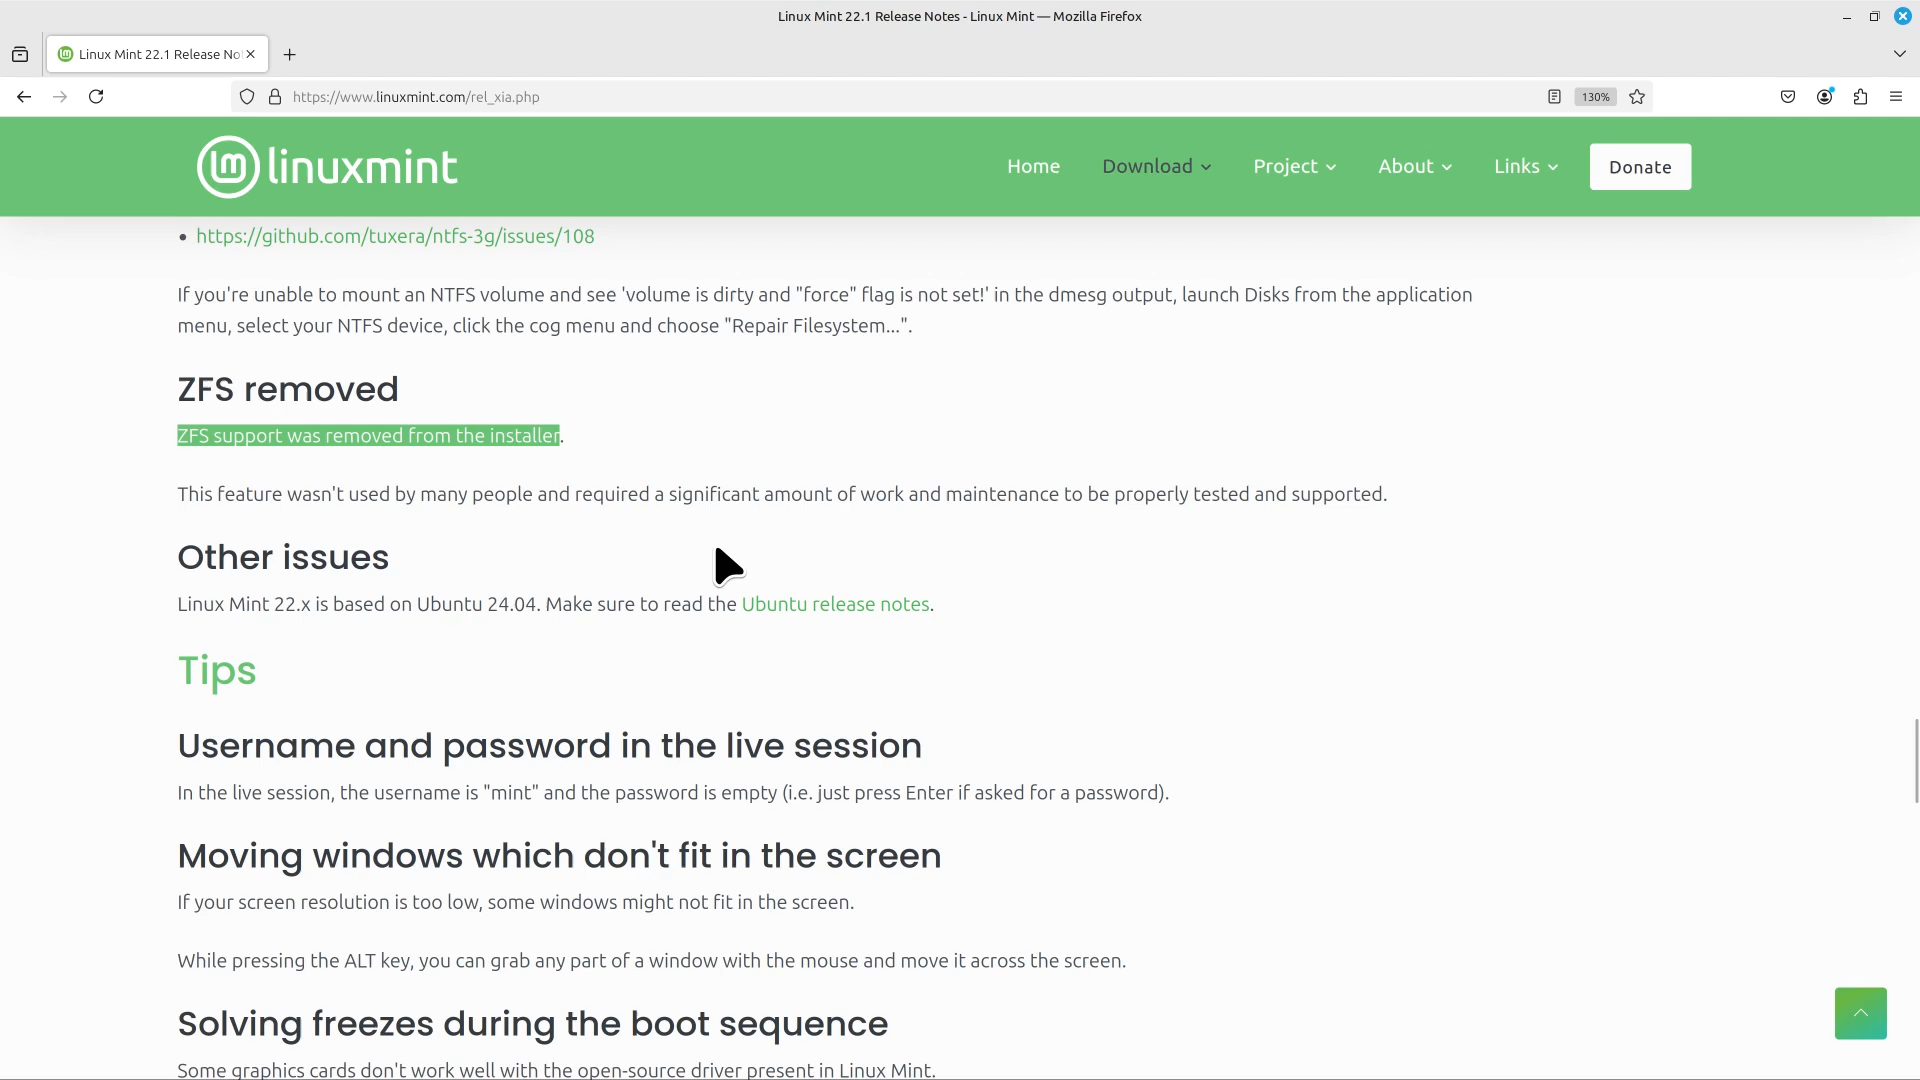 Linux Mint 22.1 Release Notes - Linux Mint — Mozilla Firefox
Linux Mint 22.1 Release No
https://www.linuxmint.com/rel_xia.php
130%
linuxmint
Home
Download
Project
About
Links
Donate
https://github.com/tuxera/ntfs-3g/issues/108
If you're unable to mount an NTFS volume and see 'volume is dirty and "force" flag is not set!' in the dmesg output, launch Disks from the application
menu, select your NTFS device, click the cog menu and choose "Repair Filesystem...".
ZFS removed
ZFS support was removed from the installer.
This feature wasn't used by many people and required a significant amount of work and maintenance to be properly tested and supported.
Other issues
Linux Mint 22.x is based on Ubuntu 24.04. Make sure to read the Ubuntu release notes.
Tips
Username and password in the live session
In the live session, the username is "mint" and the password is empty (i.e. just press Enter if asked for a password).
Moving windows which don't fit in the screen
If your screen resolution is too low, some windows might not fit in the screen.
While pressing the ALT key, you can grab any part of a window with the mouse and move it across the screen.
Solving freezes during the boot sequence
Some graphics cards don't work well with the open-source driver present in Linux Mint.